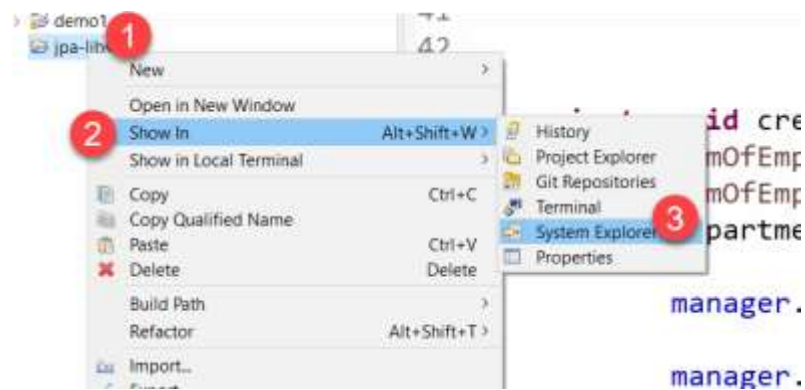 demo1
1
jpa-lib
42
New
Open in New Window
2
Show In Alt+Shift+W
Show in Local Terminal
Copy Ctrl+C
Copy Qualified Name
Paste Ctrl+V
Delete Delete
Build Path
Refactor Alt+Shift+T
Import...
History
Project Explorer
Git Repositories
Terminal
System Explorer
3
Properties
id cre
mOfEmp
mOfEmp
partme
manager.
manager.